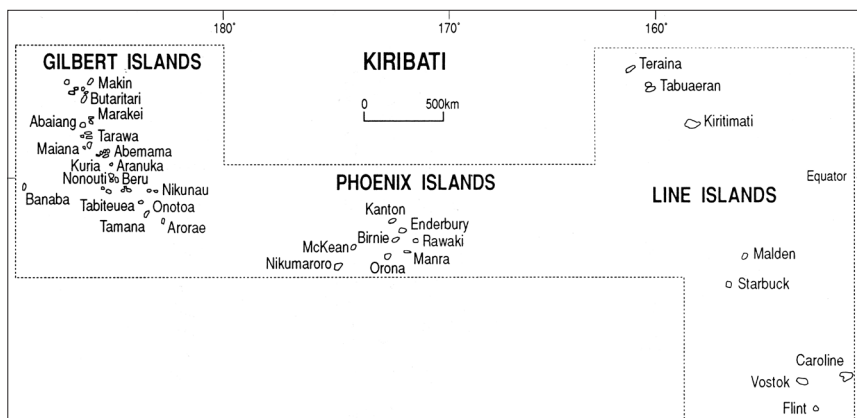 180°
170°
160°
GILBERT ISLANDS
KIRIBATI
0 500km
Makin
Butaritari
Marakei
Abaiang
Tarawa
Maiana
Abemama
Kuria Aranuka
Nonouti Beru
Nikunau
Banaba
Tabiteuea Onotoa
Tamana
Arorae
PHOENIX ISLANDS
Kanton
Enderbury
Birnie
Rawaki
McKean
Manra
Nikumaroro
Orona
Teraina
Tabuaeran
Kiritimati
Equator
LINE ISLANDS
Malden
Starbuck
Caroline
Vostok
Flint